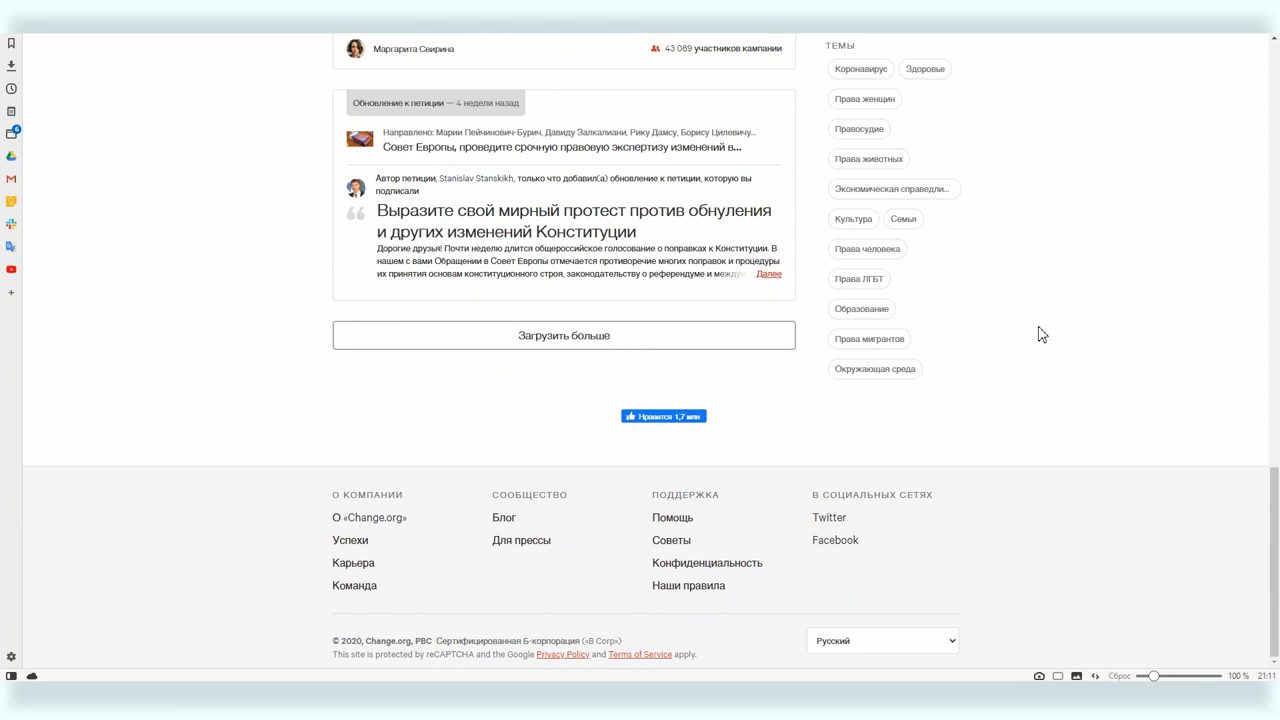 Маргарита Свирина
43 089 участников кампании
Обновление к петиции — 4 недели назад
Направлено: Марии Пейчинович-Бурич, Давиду Залкалиани, Рику Дамсу, Борису Цилевичу...
Совет Европы, проведите срочную правовую экспертизу изменений в...
Автор петиции, Stanislav Stanskikh, только что добавил(а) обновление к петиции, которую вы
подписали
Выразите свой мирный протест против обнуления
и других изменений Конституции
Дорогие друзья! Почти неделю длится общероссийское голосование о поправках к Конституции. В
нашем с вами Обращении в Совет Европы отмечается противоречие многих поправок и процедуры
их принятия основам конституционного строя, законодательству о референдуме и между Далее
Загрузить больше
Нравится 1,7 млн
ТЕМЫ
Коронавирус Здоровье
Права женщин
Правосудие
Права животных
Экономическая справедли...
Культура Семья
Права человека
Права ЛГБТ
Образование
Права мигрантов
Окружающая среда
О КОМПАНИИ
О «Change.org»
Успехи
Карьера
Команда
СООБЩЕСТВО
Блог
Для прессы
ПОДДЕРЖКА
Помощь
Советы
Конфиденциальность
Наши правила
В СОЦИАЛЬНЫХ СЕТЯХ
Twitter
Facebook
© 2020, Change.org, PBC Сертифицированная Б-корпорация («B Corp»)
This site is protected by reCAPTCHA and the Google Privacy Policy and Terms of Service apply.
Русский
Сброс 100 % 21:11